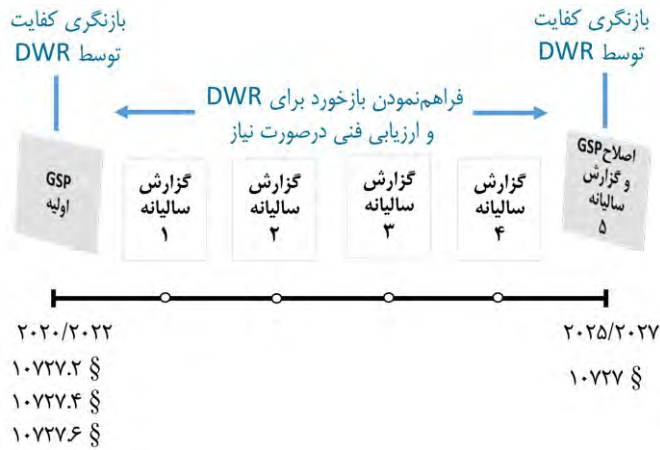 بازنگری کفایت
توسط DWR
بازنگری کفایت
توسط DWR
فراهم‌نمودن بازخورد برای DWR
و ارزیابی فنی درصورت نیاز
GSP
اولیه
گزارش
سالیانه
۱
گزارش
سالیانه
۲
گزارش
سالیانه
۳
گزارش
سالیانه
۴
اصلاح GSP
و گزارش
سالیانه
۵
۲۰۲۰/۲۰۲۲
§ ۱۰۷۲۷.۲
§ ۱۰۷۲۷.۴
§ ۱۰۷۲۷.۶
۲۰۲۵/۲۰۲۷
§ ۱۰۷۲۷